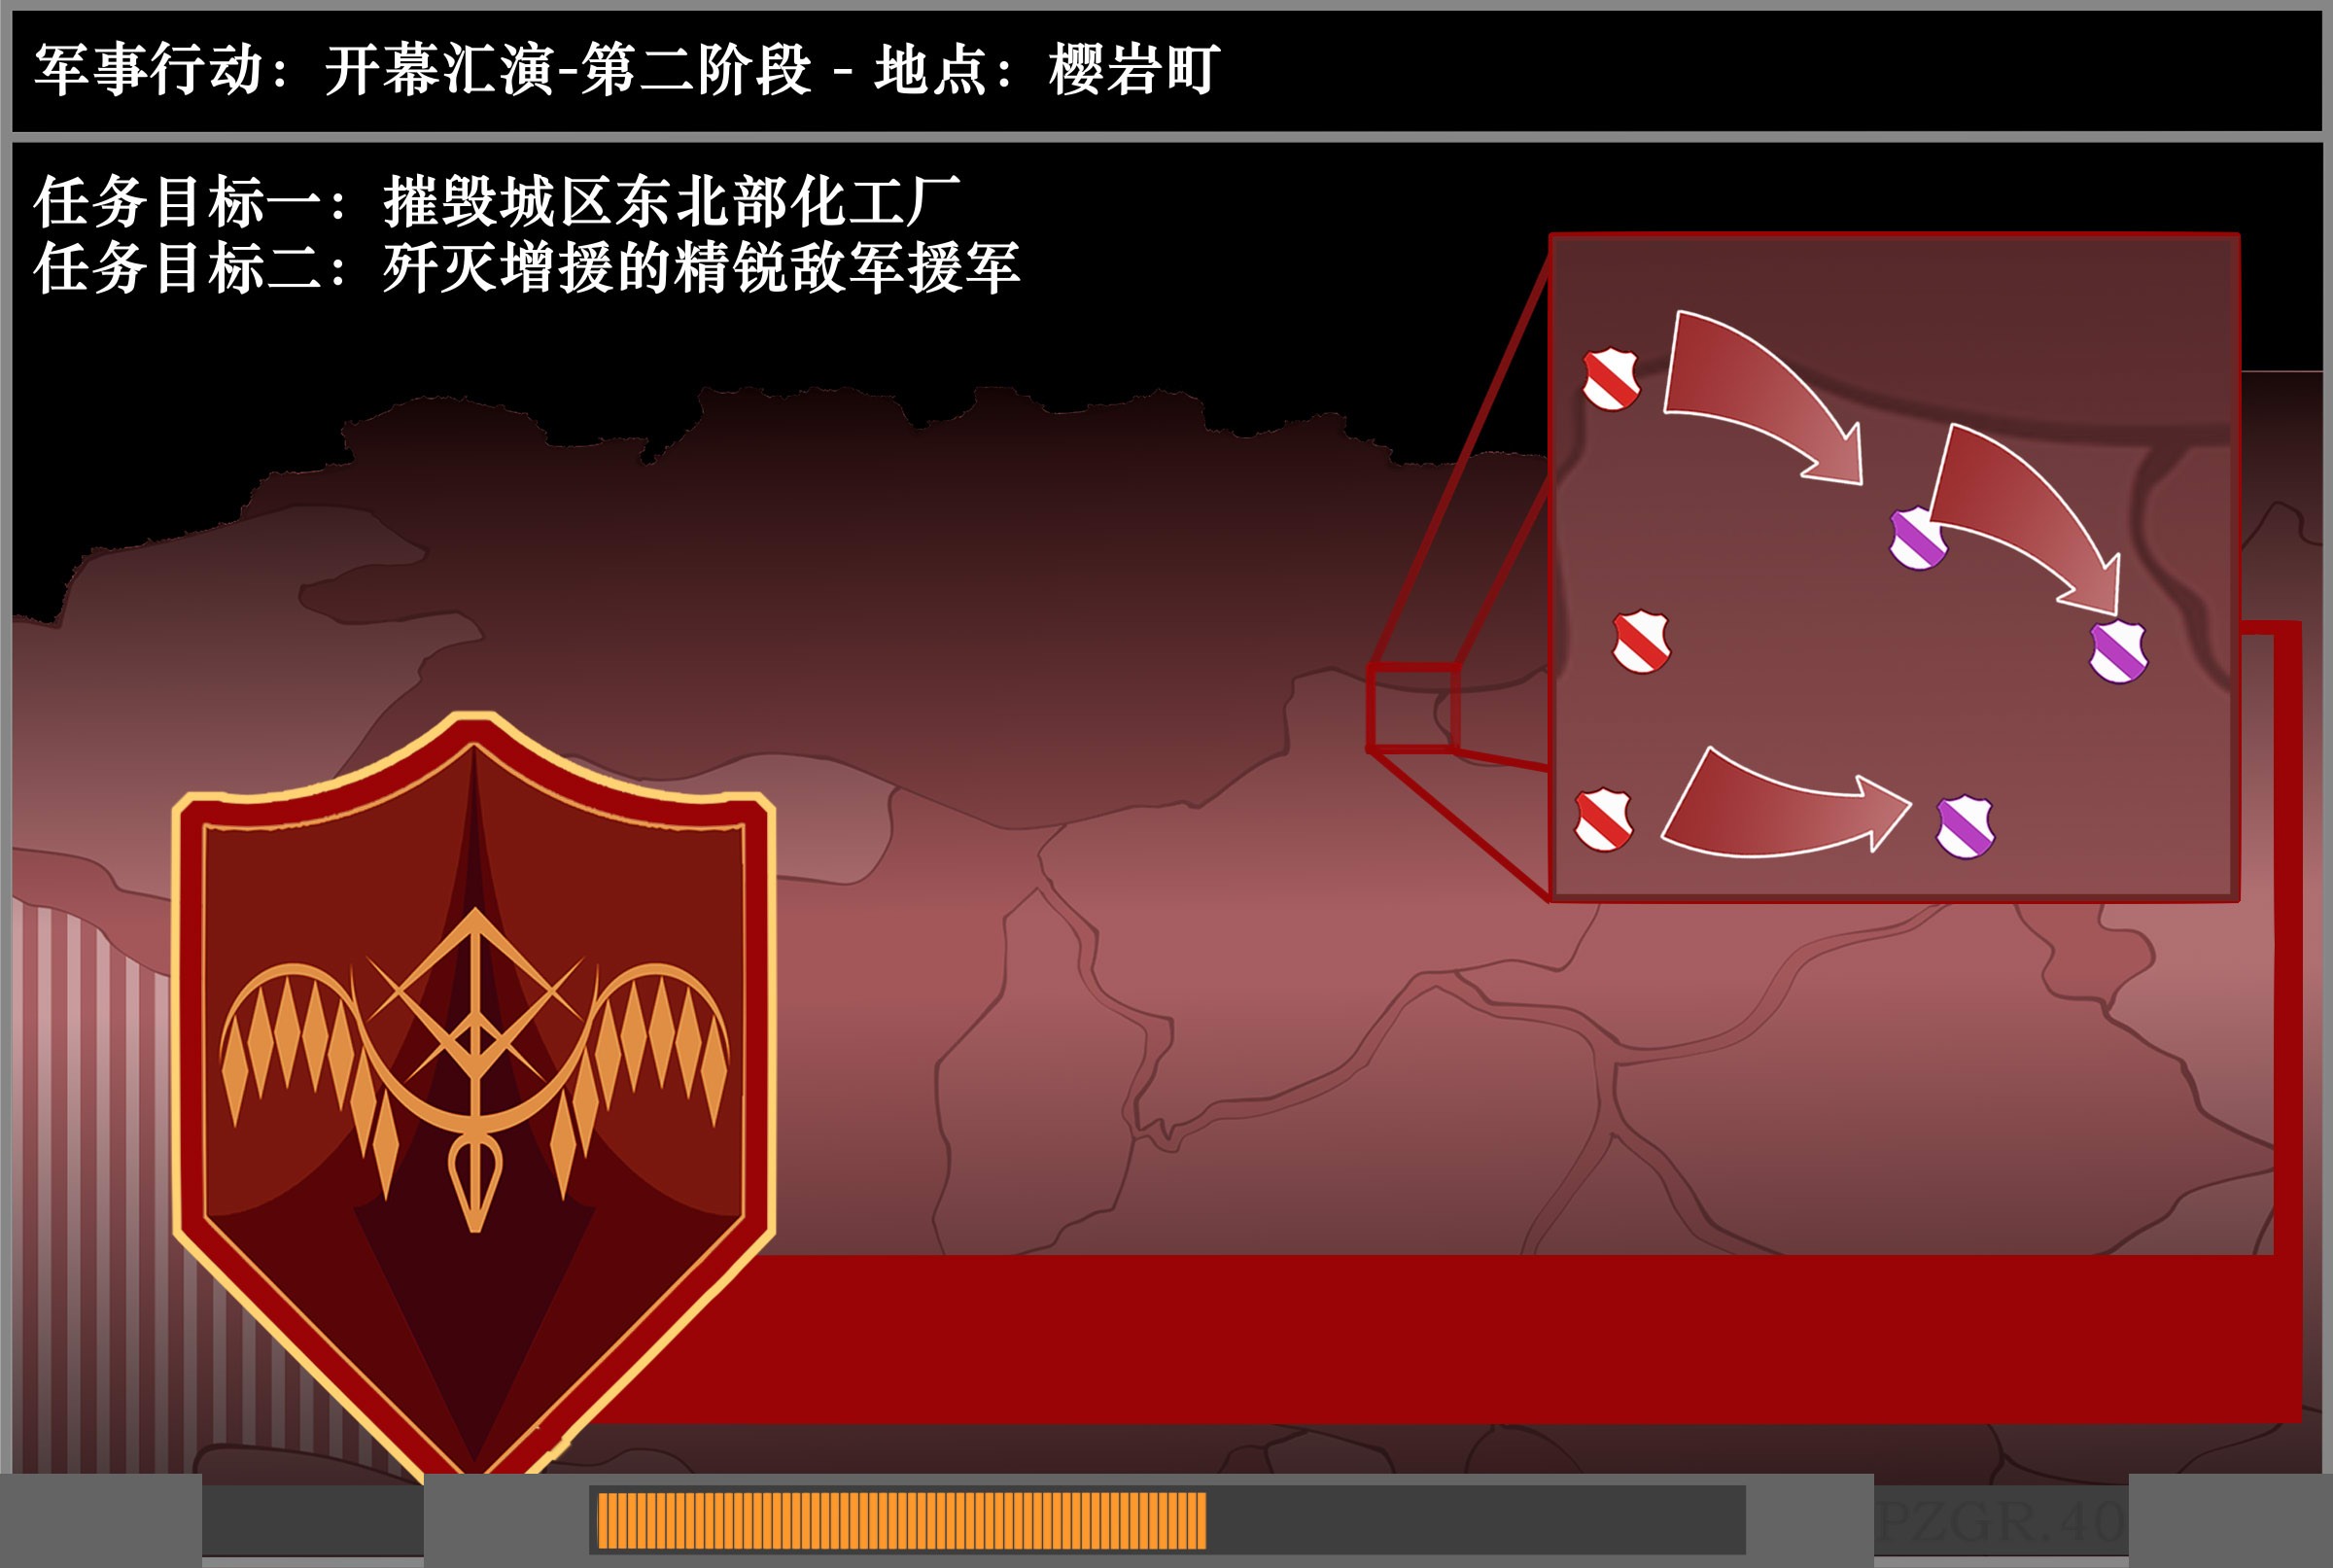 军事行动：开幕汇演-第二阶段 - 地点：樱岩町
任务目标一：摧毁城区东北部化工厂
任务目标二：歼灭增援的精锐重军援军
PZGR.40